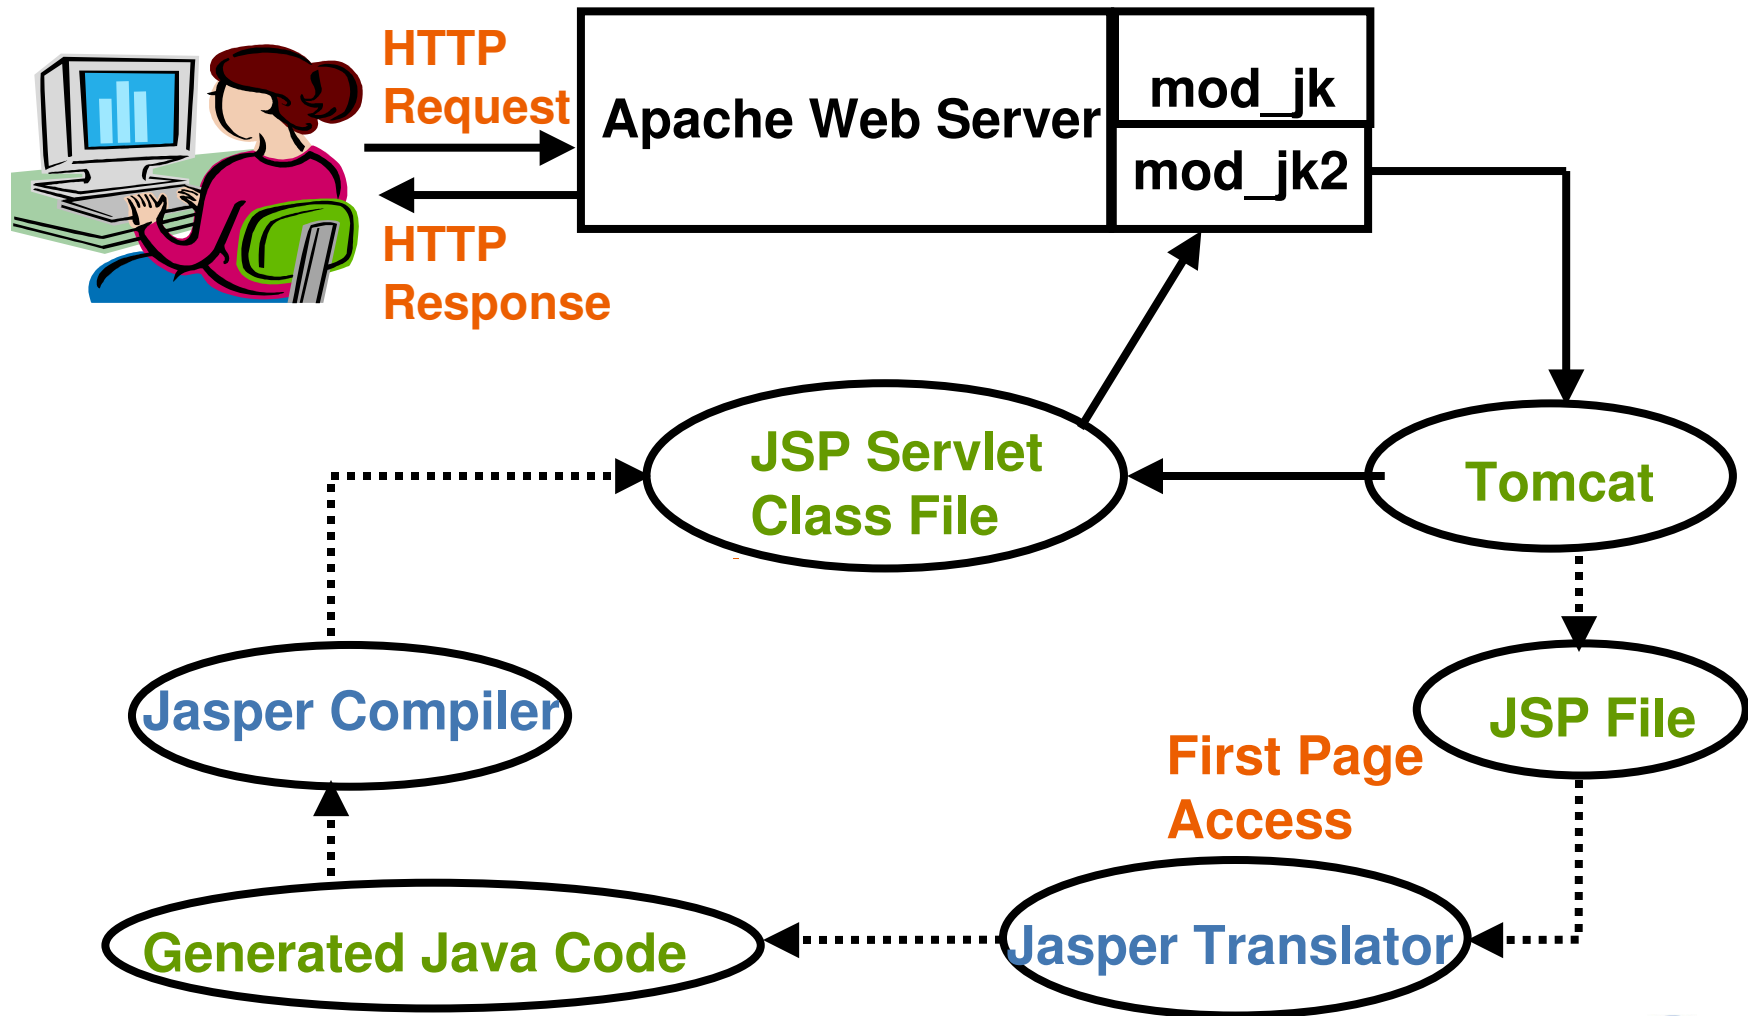 HTTP
Request
Apache Web Server
mod_jk
mod_jk2
HTTP
Response
JSP Servlet
Class File
Tomcat
Jasper Compiler
JSP File
First Page
Access
Generated Java Code
Jasper Translator